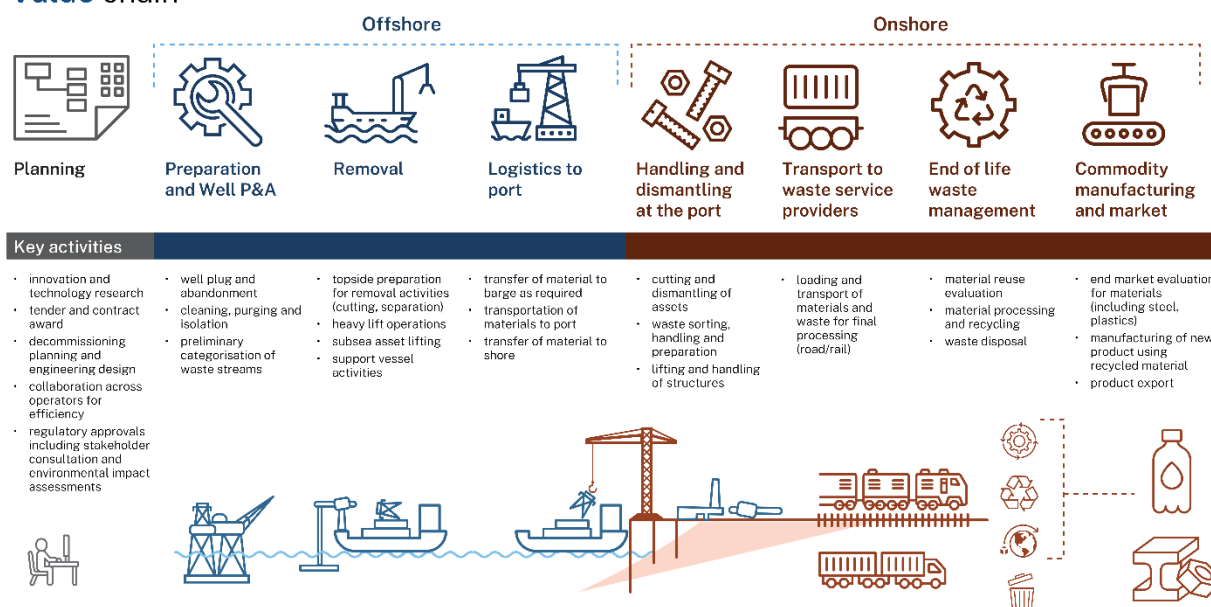 Value chain
Offshore
Onshore
Planning
Preparation
and Well P&A
Removal
Logistics to
port
Handling and
dismantling
at the port
Transport to
waste service
providers
End of life
waste
management
Commodity
manufacturing
and market
Key activities
• innovation and
technology research
• tender and contract
award
• decommissioning
planning and
engineering design
• collaboration across
operators for
efficiency
• regulatory approvals
including stakeholder
consultation and
environmental impact
assessments
• well plug and
abandonment
• cleaning, purging and
isolation
• preliminary
categorisation of
waste streams
• topside preparation
for removal activities
(cutting, separation)
• heavy lift operations
• subsea asset lifting
• support vessel
activities
• transfer of material to
barge as required
• transportation of
materials to port
• transfer of material to
shore
• cutting and
dismantling of
assets
• waste sorting,
handling and
preparation
• lifting and handling
of structures
• loading and
transport of
materials and
waste for final
processing
(road/rail)
• material reuse
evaluation
• material processing
and recycling
• waste disposal
• end market evaluation
for materials
(including steel,
plastics)
• manufacturing of new
product using
recycled material
• product export